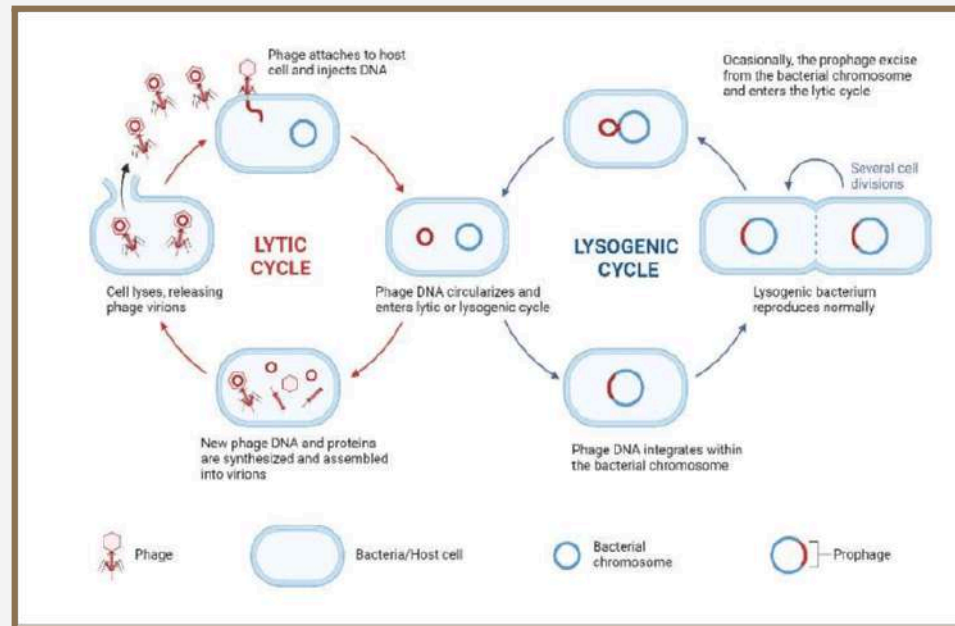 Phage attaches to host
cell and injects DNA
Ocasionally, the prophage excise
from the bacterial chromosome
and enters the lytic cycle
Several cell
divisions
LYTIC
CYCLE
LYSOGENIC
CYCLE
Cell lyses, releasing
phage virions
Phage DNA circularizes and
enters lytic or lysogenic cycle
Lysogenic bacterium
reproduces normally
New phage DNA and proteins
are synthesized and assembled
into virions
Phage DNA integrates within
the bacterial chromosome
Phage
Bacteria/Host cell
Bacterial
chromosome
Prophage